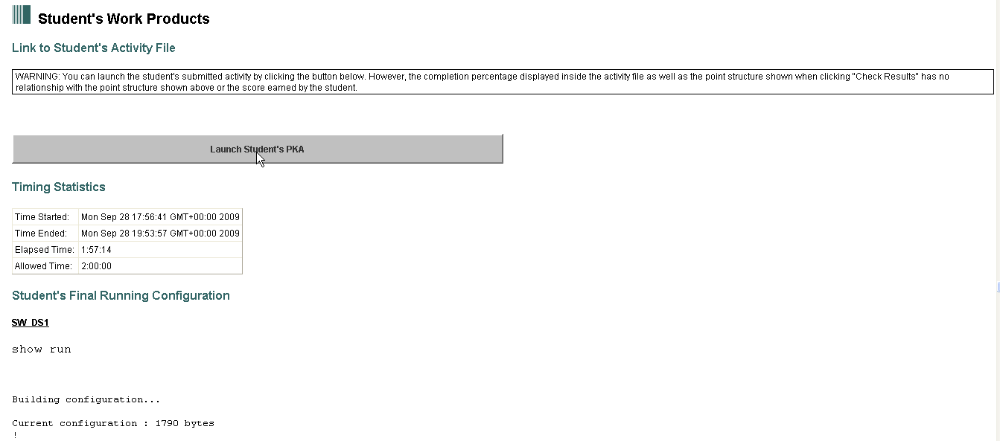 Student's Work Products
Link to Student's Activity File
WARNING: You can launch the student's submitted activity by clicking the button below. However, the completion percentage displayed inside the activity file as well as the point structure shown when clicking "Check Results" has no
relationship with the point structure shown above or the score earned by the student.
Launch Student's PKA
Timing Statistics
Time Started: Mon Sep 28 17:56:41 GMT+00:00 2009
Time Ended: Mon Sep 28 19:53:57 GMT+00:00 2009
Elapsed Time: 1:57:14
Allowed Time: 2:00:00
Student's Final Running Configuration
SW_DS1
show run
Building configuration...
Current configuration : 1790 bytes
!